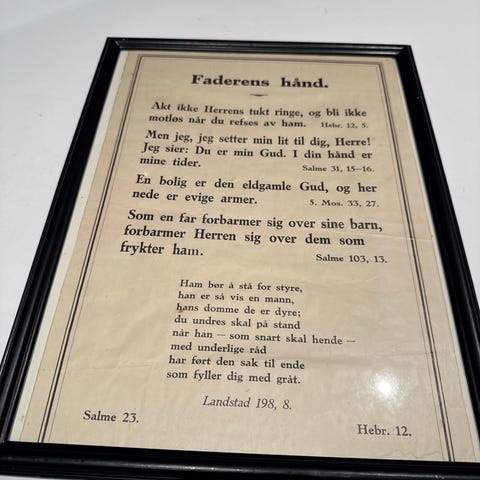 Faderens hånd.
Akt ikke Herrens tukt ringe, og bli ikke
motløs når du refses av ham. Hebr. 12, 5.
Men jeg, jeg setter min lit til dig, Herre!
Jeg sier: Du er min Gud. I din hånd er
mine tider. Salme 31, 15-16.
En bolig er den eldgamle Gud, og her
nede er evige armer. 5. Mos. 33, 27.
Som en far forbarmer sig over sine barn,
forbarmer Herren sig over dem som
frykter ham. Salme 103, 13.
Ham bør å stå for styre,
han er så vis en mann,
hans domme de er dyre;
du undres skal på stand
når han — som snart skal hende —
med underlige råd
har ført den sak til ende
som fyller dig med gråt.
Landstad 198, 8.
Salme 23. Hebr. 12.